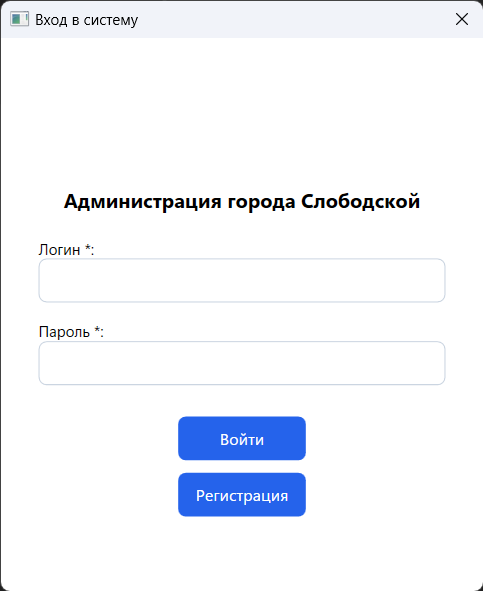 Вход в систему
Администрация города Слободской
Логин *:
Пароль *:
Войти
Регистрация